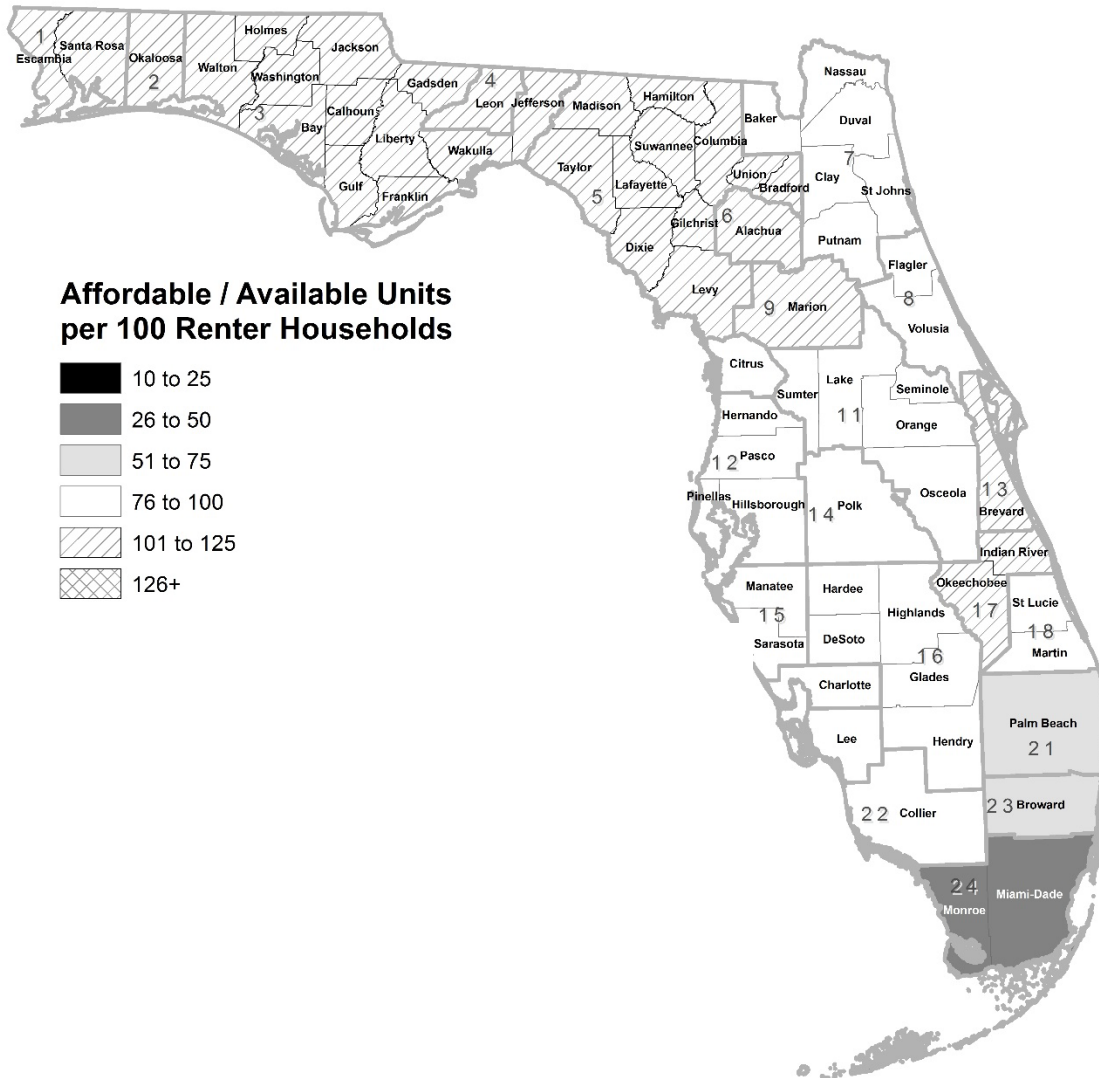 Nassau
Holmes
1
Santa Rosa
Jackson
Okaloosa
Escambia
Walton
Washington
2
Gadsden
4
Leon
Jefferson
Madison
Hamilton
Baker
Duval
Calhoun
3
Bay
Liberty
Wakulla
Suwannee
Columbia
7
Gulf
Franklin
Taylor
5
Lafayette
Union
Bradford
Clay
St Johns
Gilchrist
6
Alachua
Dixie
Putnam
Flagler
Levy
9
Marion
8
Volusia
Affordable / Available Units
per 100 Renter Households
10 to 25
26 to 50
51 to 75
76 to 100
101 to 125
126+
Citrus
Lake
Sumter
Seminole
Hernando
11
Orange
12
Pasco
Pinellas
Hillsborough
14
Polk
Osceola
13
Brevard
Indian River
Manatee
Hardee
Okeechobee
15
Highlands
17
St Lucie
Sarasota
DeSoto
16
18
Martin
Glades
Charlotte
Palm Beach
Lee
Hendry
21
22
Collier
23
Broward
24
Monroe
Miami-Dade